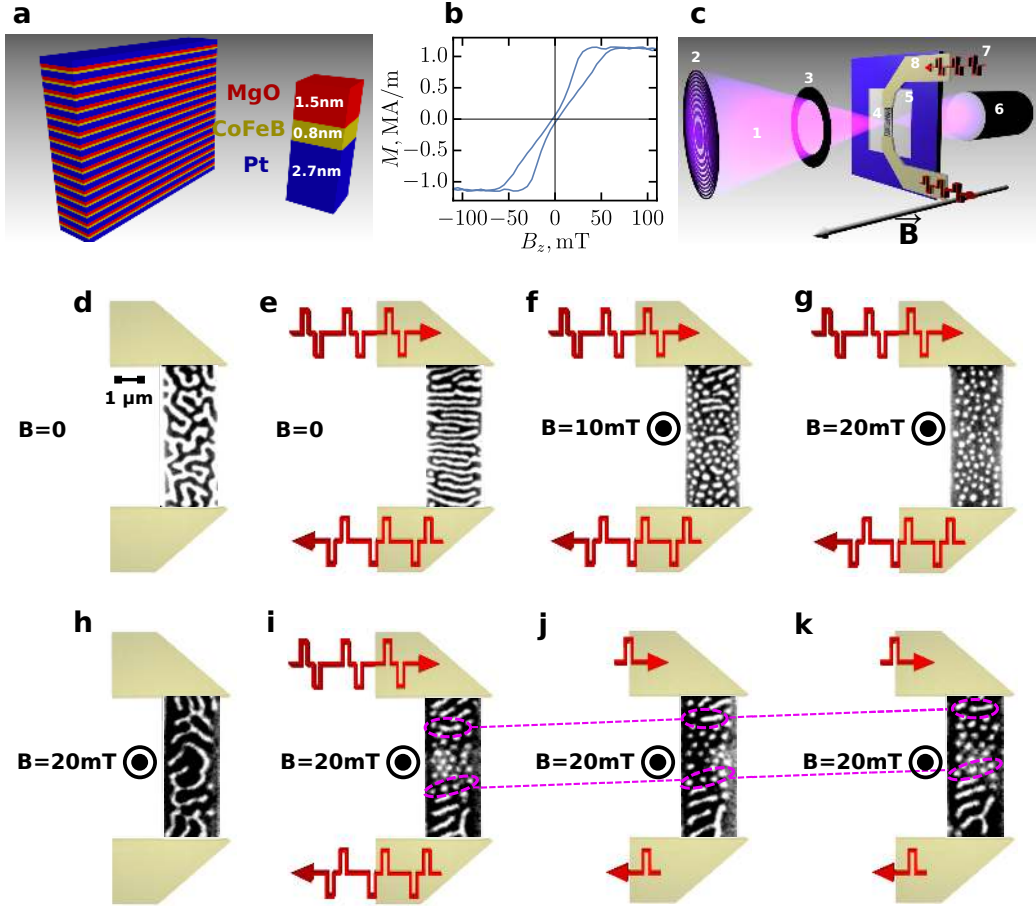 a
MgO
CoFeB
Pt
1.5nm
0.8nm
2.7nm
b
M, MA/m
1.0
0.5
0.0
−0.5
−1.0
−100 −50 0 50 100
B_z, mT
c
1
2
3
4
5
6
7
8
B
d
1 µm
B=0
e
B=0
f
B=10mT
g
B=20mT
h
B=20mT
i
B=20mT
j
B=20mT
k
B=20mT